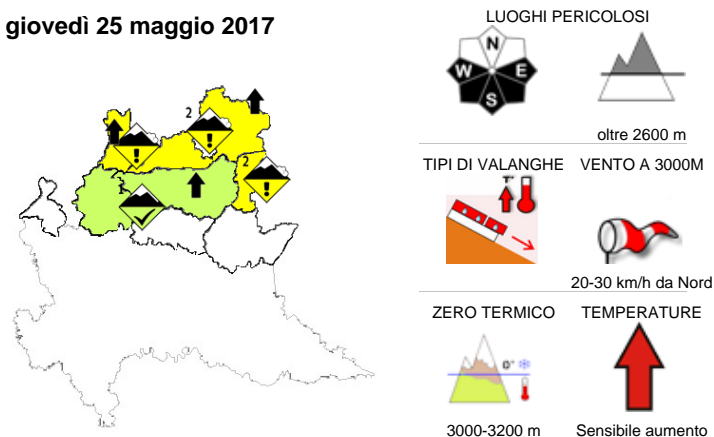 giovedì 25 maggio 2017
2
2
LUOGHI PERICOLOSI
N
W E
S
oltre 2600 m
TIPI DI VALANGHE VENTO A 3000M
20-30 km/h da Nord
ZERO TERMICO TEMPERATURE
0°
3000-3200 m Sensibile aumento